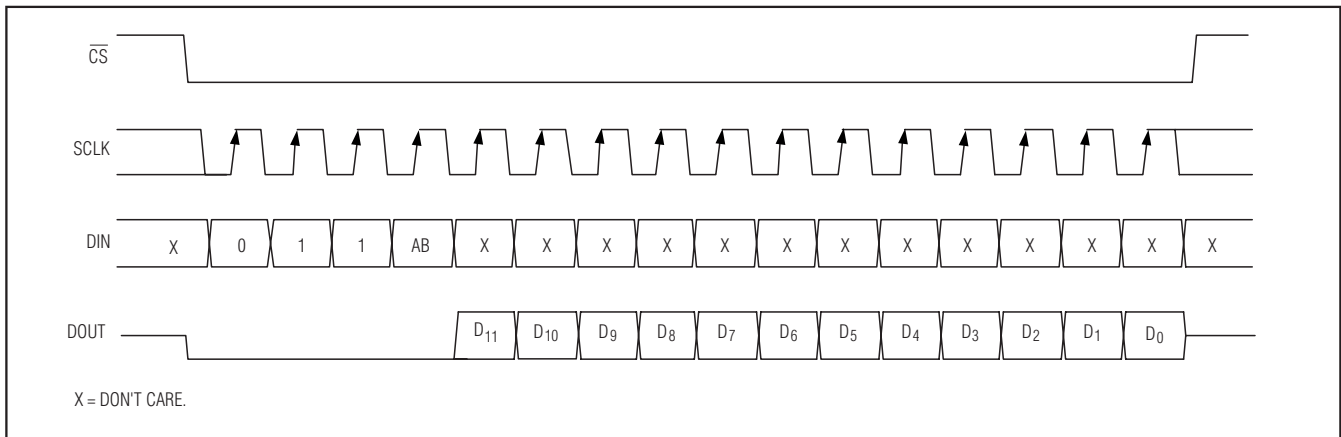 CS
SCLK
DIN X 0 1 1 AB X X X X X X X X X X X X X
DOUT D11 D10 D9 D8 D7 D6 D5 D4 D3 D2 D1 D0
X = DON'T CARE.